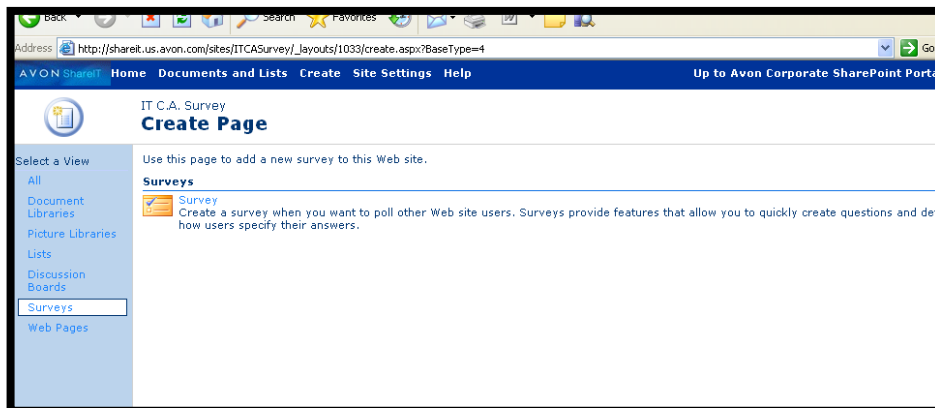 Back Search Favorites
Address http://shareit.us.avon.com/sites/ITCASurvey/_layouts/1033/create.aspx?BaseType=4 Go
AVON ShareIT Home Documents and Lists Create Site Settings Help Up to Avon Corporate SharePoint Porta
IT C.A. Survey
Create Page
Select a View
All
Document
Libraries
Picture Libraries
Lists
Discussion
Boards
Surveys
Web Pages
Use this page to add a new survey to this Web site.
Surveys
Survey
Create a survey when you want to poll other Web site users. Surveys provide features that allow you to quickly create questions and de
how users specify their answers.